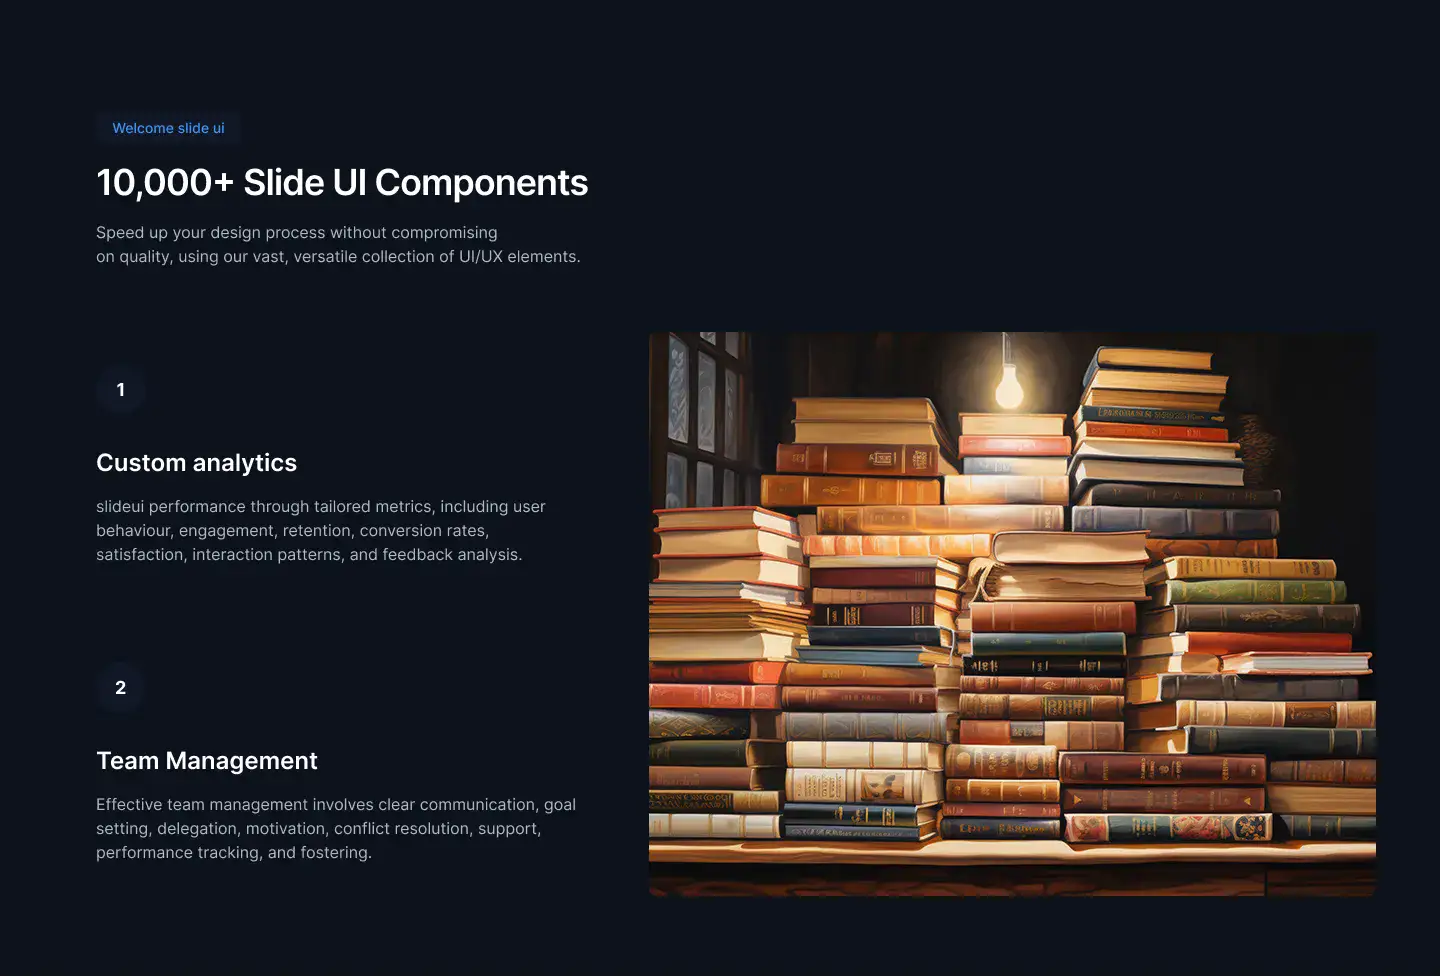 Welcome slide ui
10,000+ Slide UI Components
Speed up your design process without compromising
on quality, using our vast, versatile collection of UI/UX elements.
1
Custom analytics
slideui performance through tailored metrics, including user
behaviour, engagement, retention, conversion rates,
satisfaction, interaction patterns, and feedback analysis.
2
Team Management
Effective team management involves clear communication, goal
setting, delegation, motivation, conflict resolution, support,
performance tracking, and fostering.